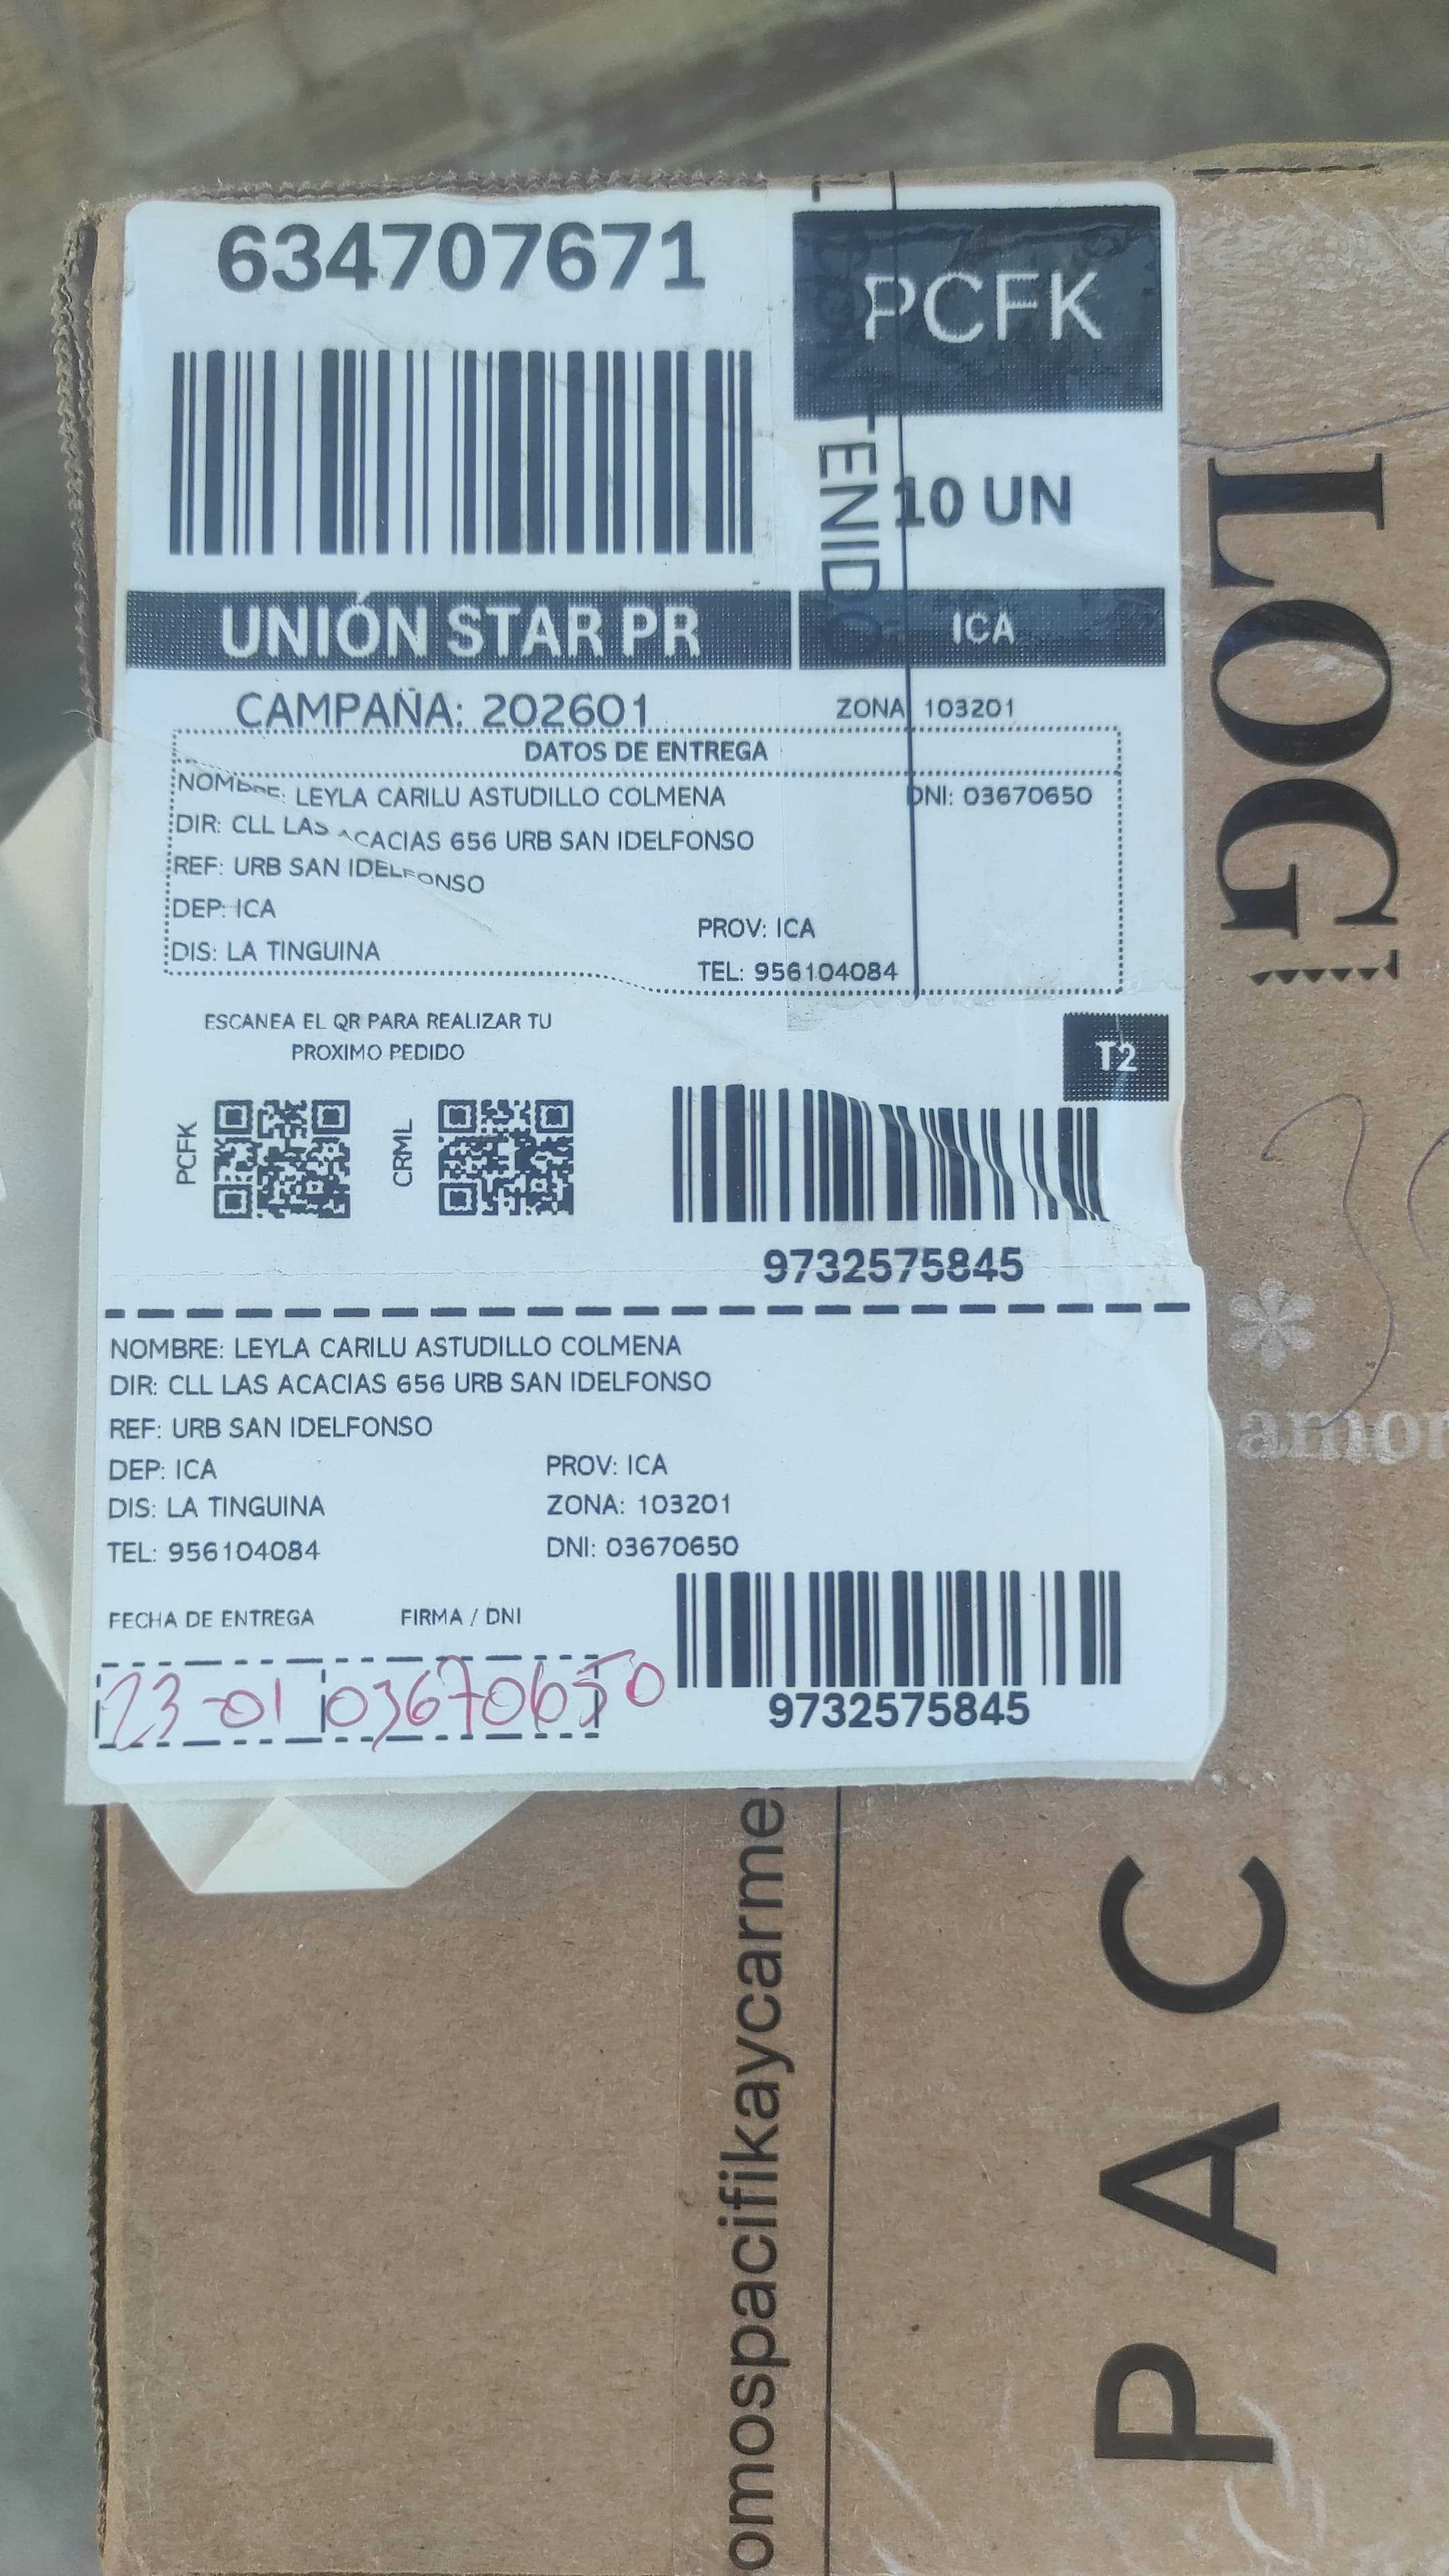 634707671
PCFK
TENIDO
10 UN
UNIÓN STAR PR
ICA
CAMPAÑA: 202601
ZONA 103201
DATOS DE ENTREGA
NOMBRE: LEYLA CARILU ASTUDILLO COLMENA
DNI: 03670650
DIR: CLL LAS ACACIAS 656 URB SAN IDELFONSO
REF: URB SAN IDELFONSO
DEP: ICA
PROV: ICA
DIS: LA TINGUINA
TEL: 956104084
ESCANEA EL QR PARA REALIZAR TU
PROXIMO PEDIDO
T2
PCFK
CRML
9732575845
NOMBRE: LEYLA CARILU ASTUDILLO COLMENA
DIR: CLL LAS ACACIAS 656 URB SAN IDELFONSO
REF: URB SAN IDELFONSO
DEP: ICA
PROV: ICA
DIS: LA TINGUINA
ZONA: 103201
TEL: 956104084
DNI: 03670650
FECHA DE ENTREGA
FIRMA / DNI
23-01
03670650
9732575845
LOG
amor
omospacifikaycarme
PAC